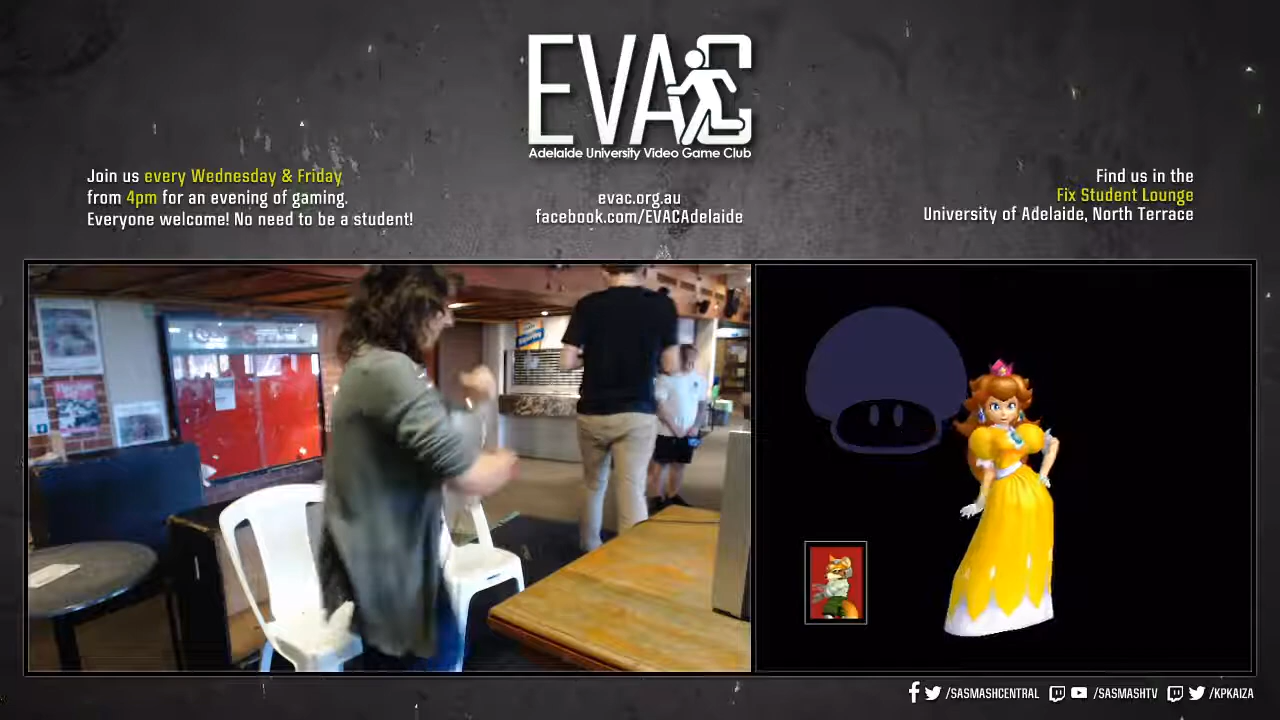 EVAC
Adelaide University Video Game Club
Join us every Wednesday & Friday
from 4pm for an evening of gaming.
Everyone welcome! No need to be a student!
evac.org.au
facebook.com/EVACAdelaide
Find us in the
Fix Student Lounge
University of Adelaide, North Terrace
/SASMASHCENTRAL
/SASMASHTV
/KPKAIZA